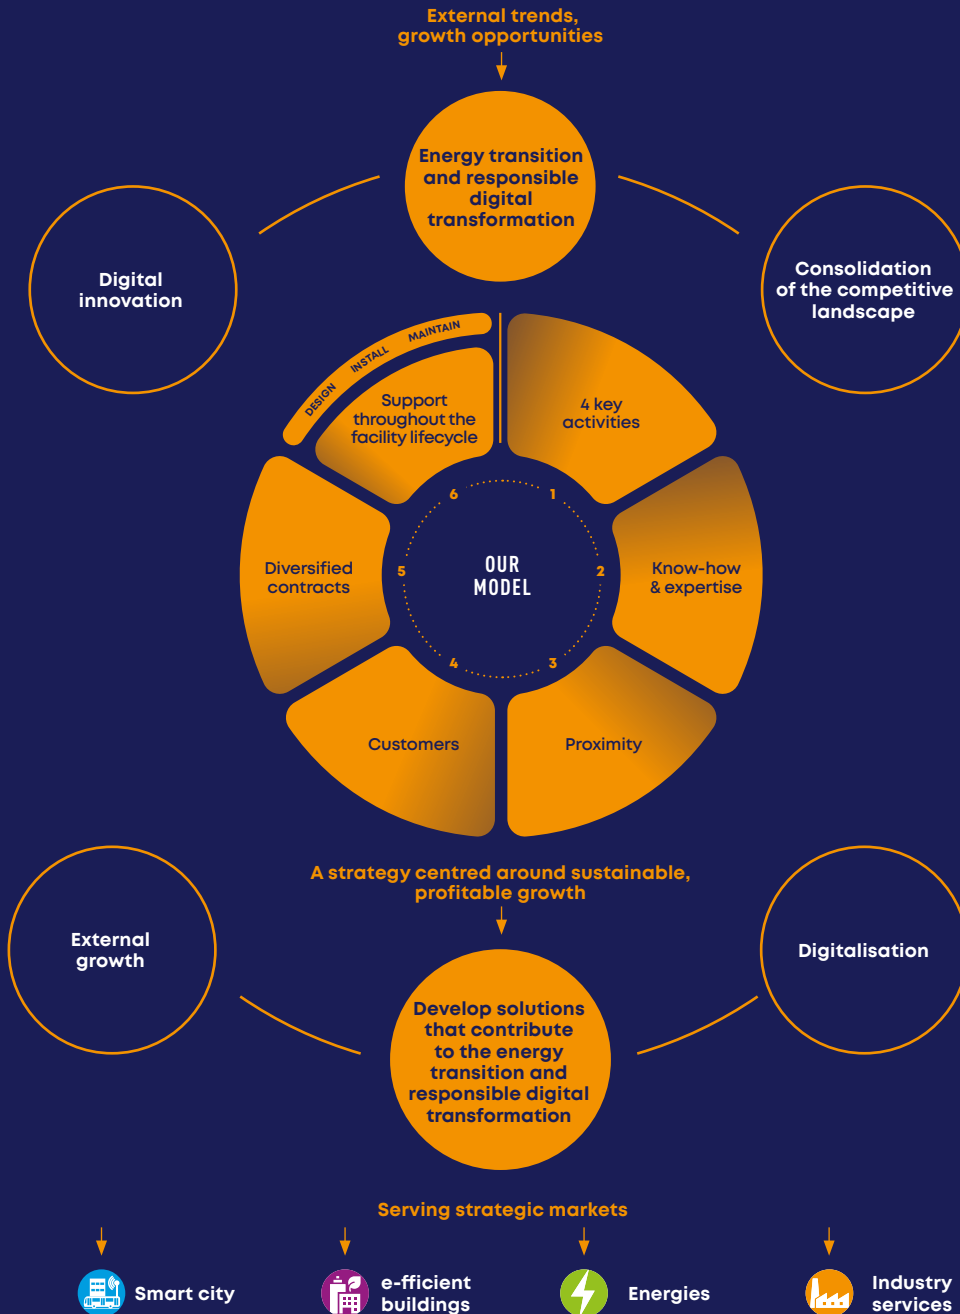 External trends,
growth opportunities
Energy transition
and responsible
digital
transformation
Digital
innovation
Consolidation
of the competitive
landscape
DESIGN INSTALL MAINTAIN
Support
throughout the
facility lifecycle
4 key
activities
6
1
Diversified
contracts
5
OUR
MODEL
2
Know-how
& expertise
4
3
Customers
Proximity
A strategy centred around sustainable,
profitable growth
External
growth
Digitalisation
Develop solutions
that contribute
to the energy
transition and
responsible digital
transformation
Serving strategic markets
Smart city
e-fficient
buildings
Energies
Industry
services